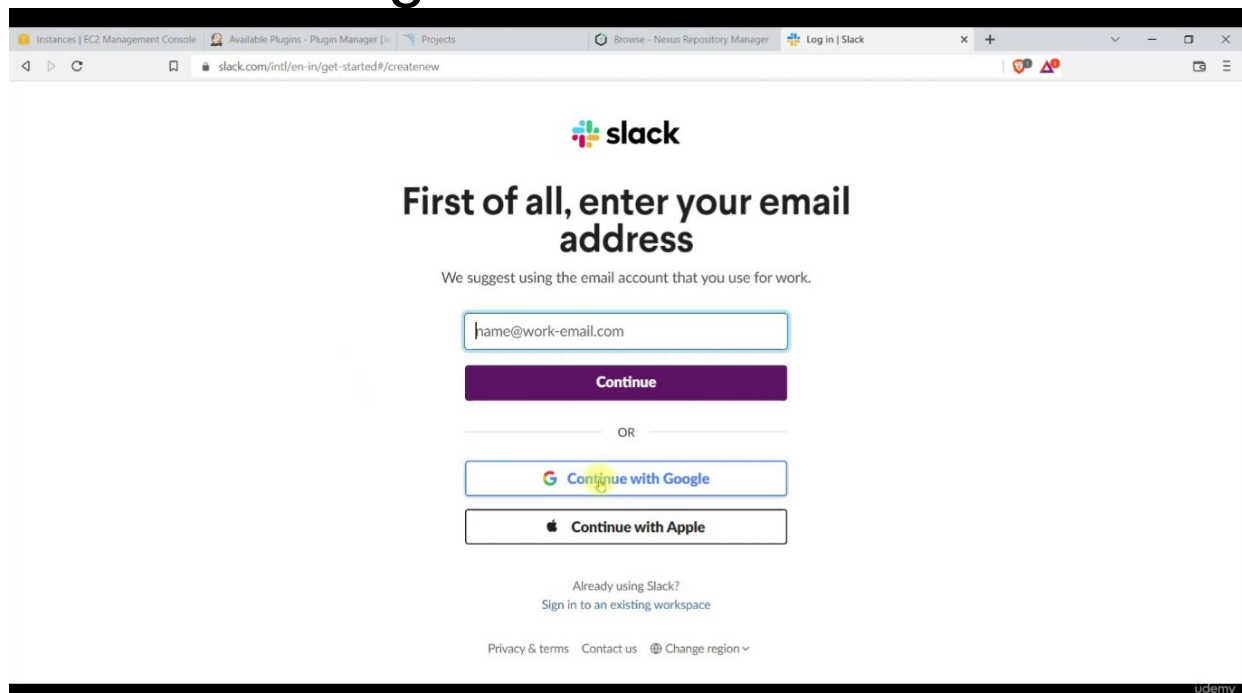 Instances | EC2 Management Console
Available Plugins - Plugin Manager [Je
Projects
Browse - Nexus Repository Manager
Log in | Slack
slack.com/intl/en-in/get-started#/createnew
slack
First of all, enter your email
address
We suggest using the email account that you use for work.
name@work-email.com
Continue
OR
Continue with Google
Continue with Apple
Already using Slack?
Sign in to an existing workspace
Privacy & terms Contact us Change region
udemy